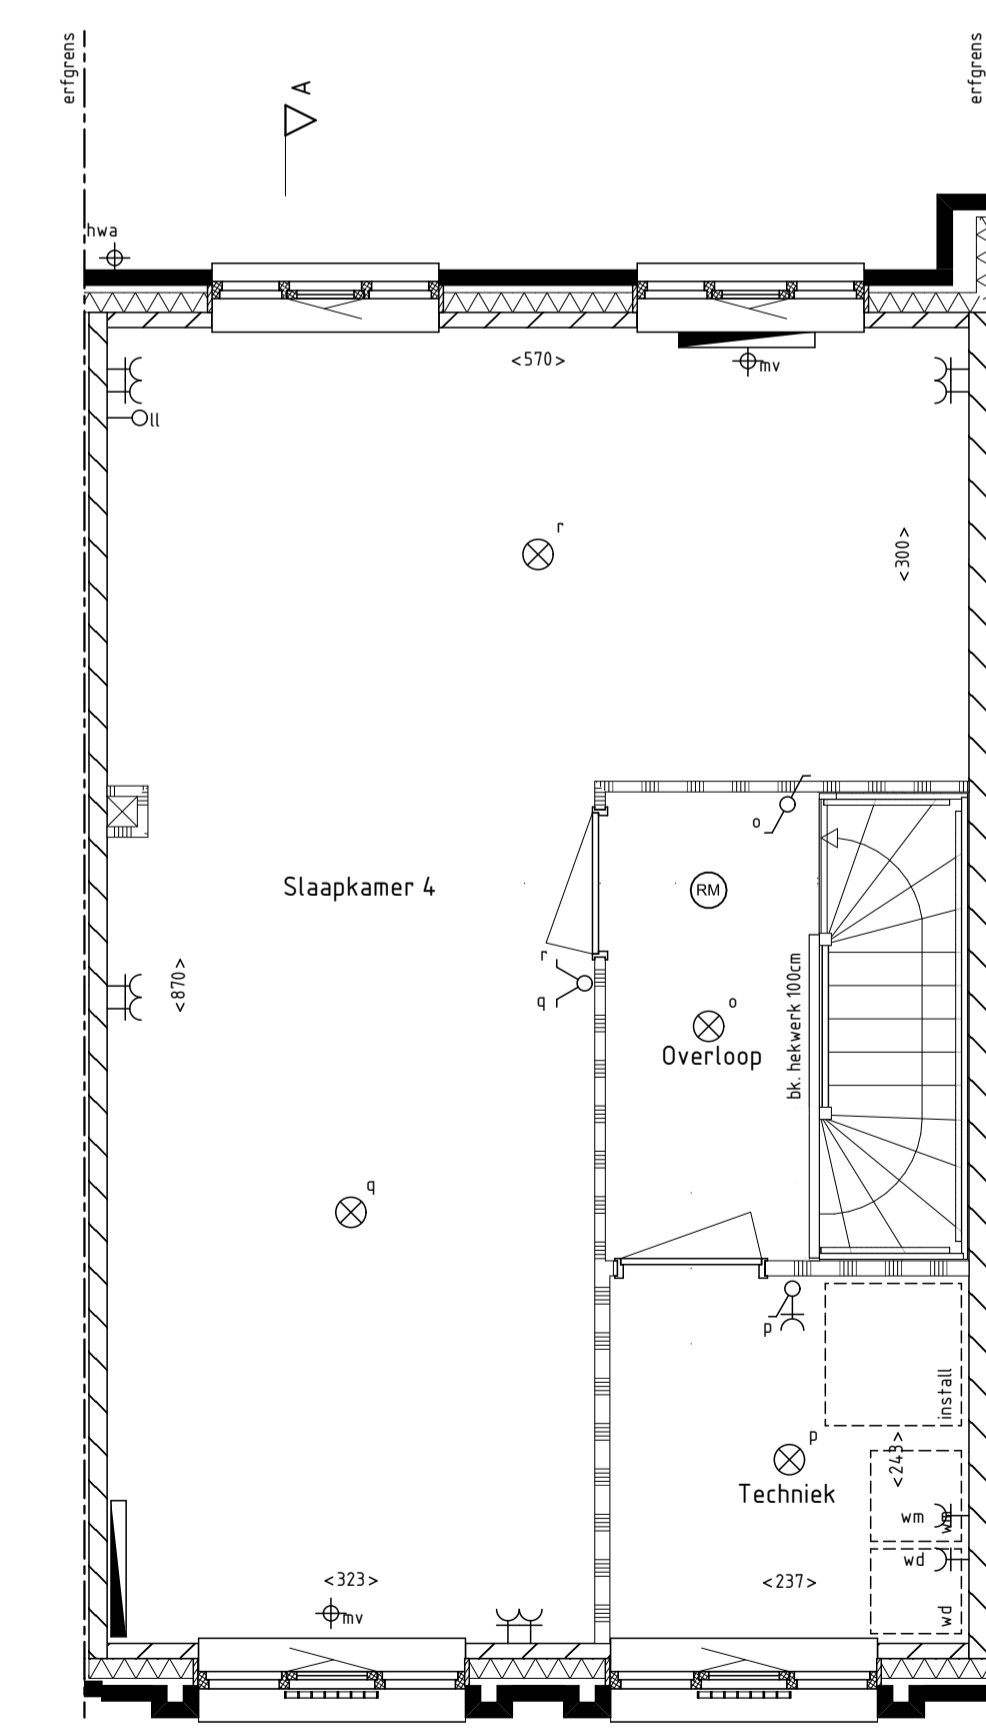 erfgrens
erfgrens
A
hwa
<570>
mv
ll
r
<300>
o
Slaapkamer 4
RM
r
q
<870>
o
Overloop
bk. hekwerk 100cm
q
p
install
p
<243>
Techniek
wm
wm
wd
wd
<323>
<237>
mv